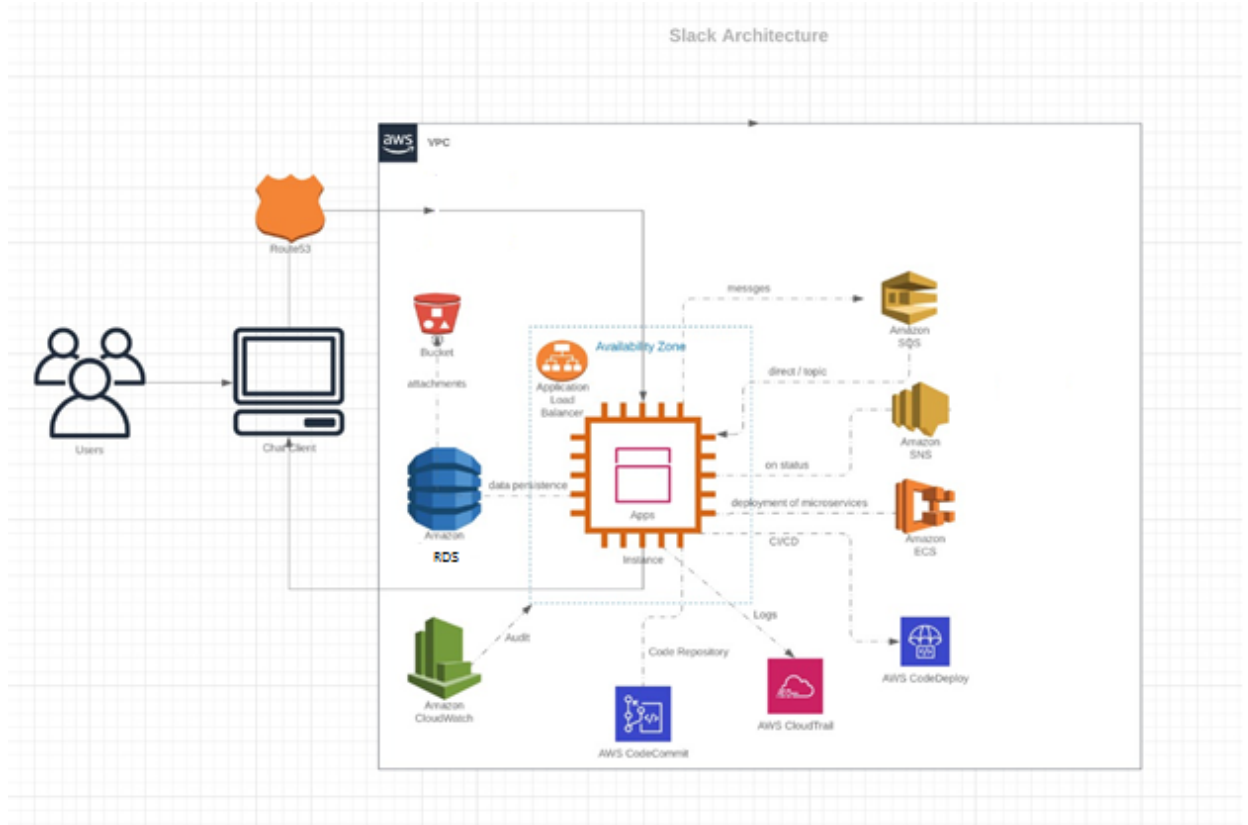 Slack Architecture
aws
VPC
Route53
messges
Amazon
SQS
Bucket
Availability Zone
attachments
direct / topic
Application
Load
Balancer
Users
Chat Client
Amazon
SNS
on status
data persistence
deployment of microservices
Apps
Amazon
RDS
Amazon
ECS
CI/CD
Instance
Audit
Logs
Code Repository
AWS CodeDeploy
Amazon
CloudWatch
AWS CloudTrail
AWS CodeCommit